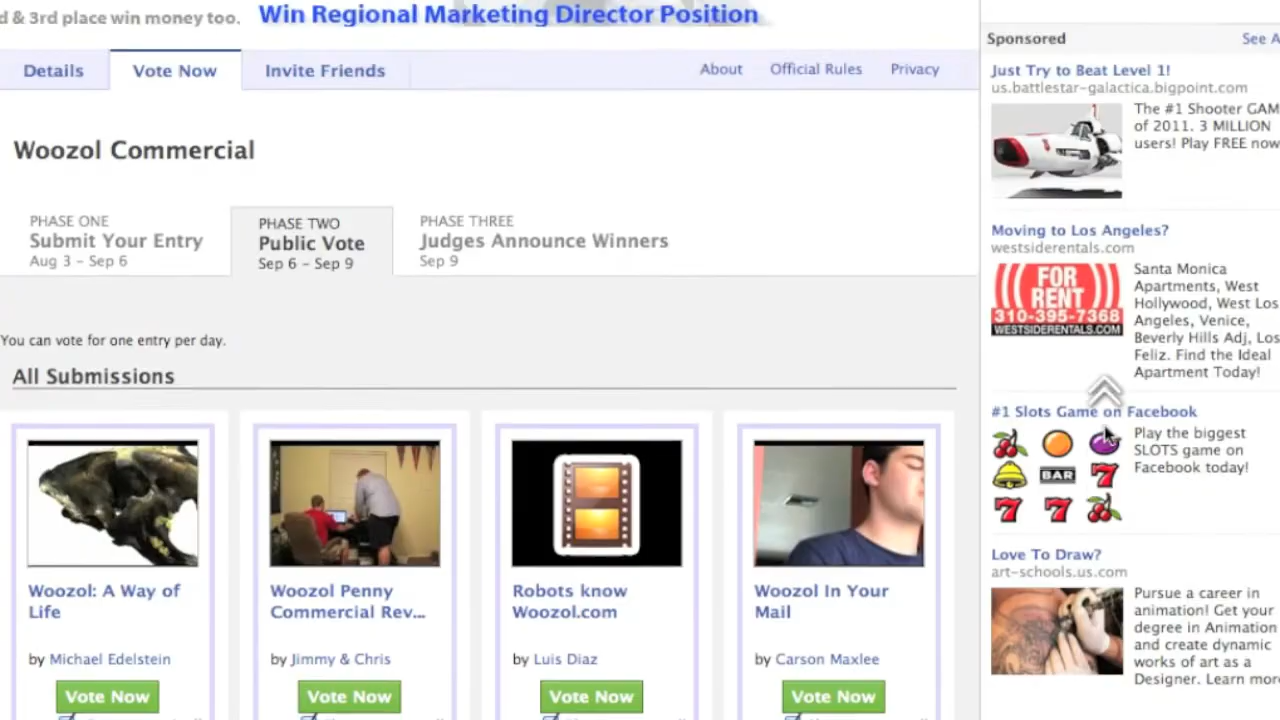 d & 3rd place win money too. Win Regional Marketing Director Position
Details Vote Now Invite Friends About Official Rules Privacy
Woozol Commercial
PHASE ONE
Submit Your Entry
Aug 3 – Sep 6
PHASE TWO
Public Vote
Sep 6 – Sep 9
PHASE THREE
Judges Announce Winners
Sep 9
You can vote for one entry per day.
All Submissions
Woozol: A Way of
Life
by Michael Edelstein
Vote Now
Woozol Penny
Commercial Rev...
by Jimmy & Chris
Vote Now
Robots know
Woozol.com
by Luis Diaz
Vote Now
Woozol In Your
Mail
by Carson Maxlee
Vote Now
Sponsored See A
Just Try to Beat Level 1!
us.battlestar-galactica.bigpoint.com
The #1 Shooter GAM
of 2011. 3 MILLION
users! Play FREE now
Moving to Los Angeles?
westsiderentals.com
FOR
RENT
310-395-7368
WESTSIDERENTALS.COM
Santa Monica
Apartments, West
Hollywood, West Los
Angeles, Venice,
Beverly Hills Adj, Los
Feliz. Find the Ideal
Apartment Today!
#1 Slots Game on Facebook
BAR
7
7 7
Play the biggest
SLOTS game on
Facebook today!
Love To Draw?
art-schools.us.com
Pursue a career in
animation! Get your
degree in Animation
and create dynamic
works of art as a
Designer. Learn more